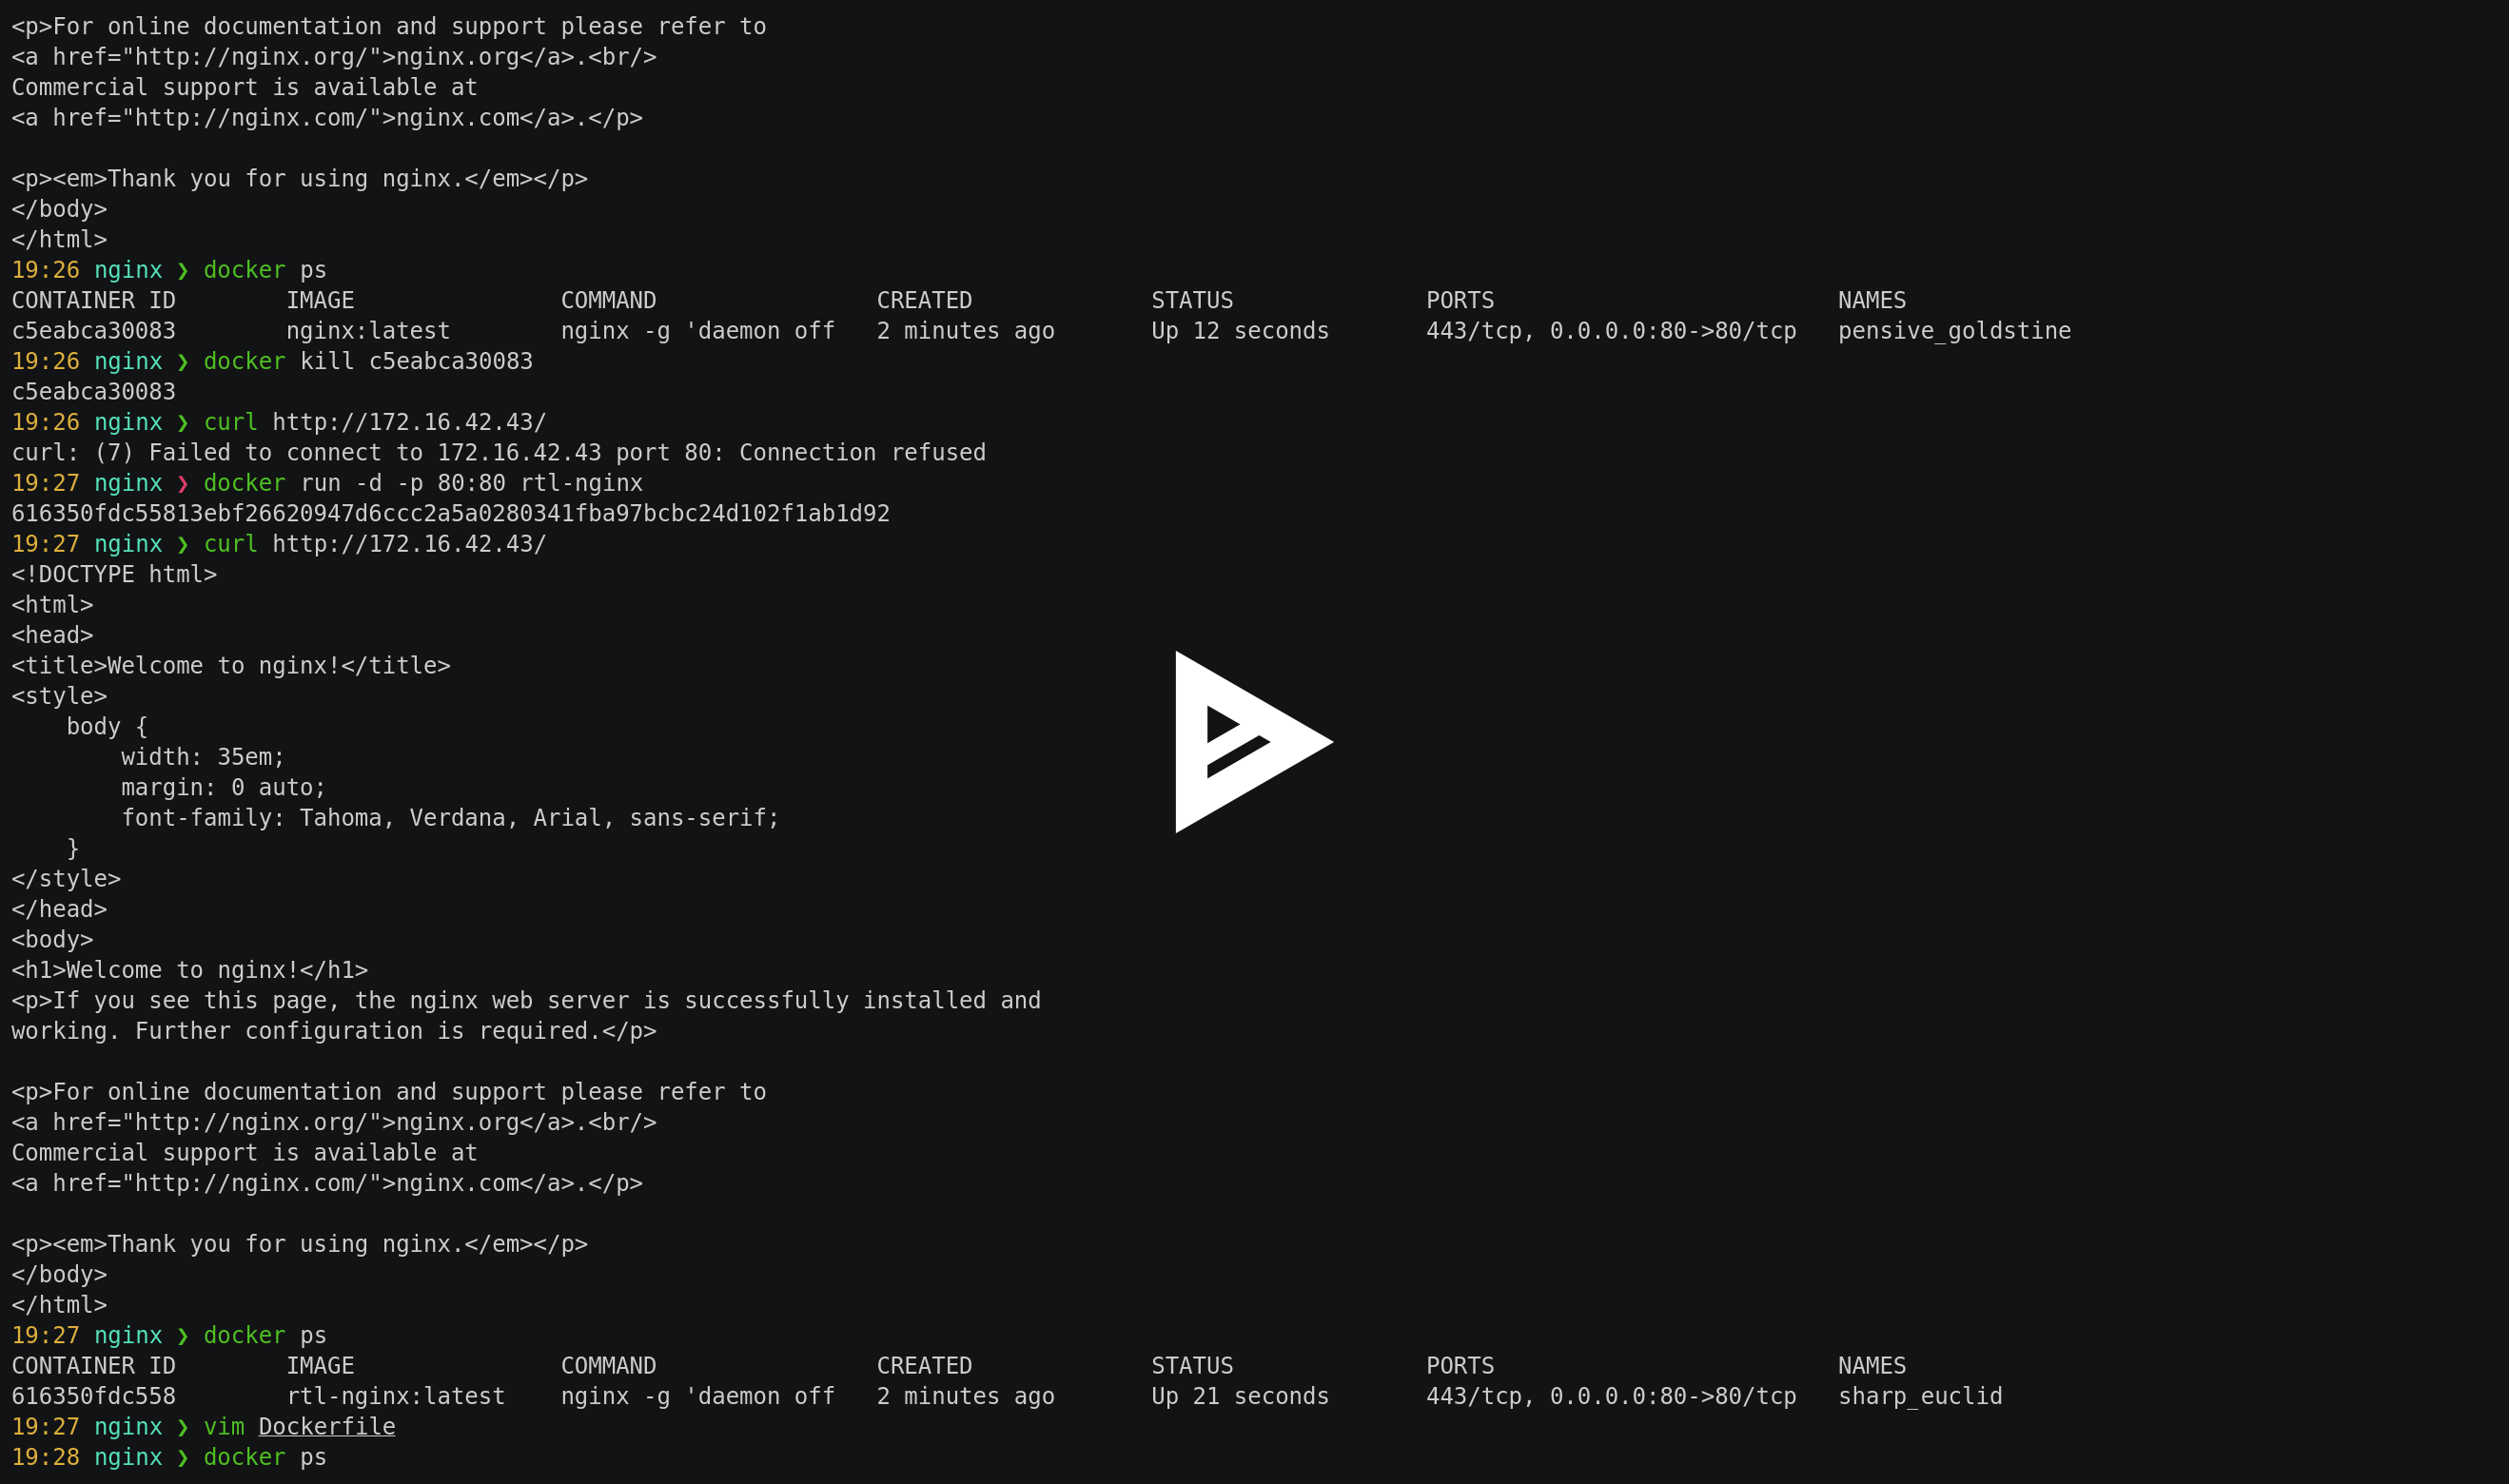 <p>For online documentation and support please refer to
<a href="http://nginx.org/">nginx.org</a>.<br/>
Commercial support is available at
<a href="http://nginx.com/">nginx.com</a>.</p>

<p><em>Thank you for using nginx.</em></p>
</body>
</html>
19:26 nginx ❯ docker ps
CONTAINER ID        IMAGE               COMMAND                CREATED             STATUS              PORTS                         NAMES
c5eabca30083        nginx:latest        nginx -g 'daemon off   2 minutes ago       Up 12 seconds       443/tcp, 0.0.0.0:80->80/tcp   pensive_goldstine
19:26 nginx ❯ docker kill c5eabca30083
c5eabca30083
19:26 nginx ❯ curl http://172.16.42.43/
curl: (7) Failed to connect to 172.16.42.43 port 80: Connection refused
19:27 nginx ❯ docker run -d -p 80:80 rtl-nginx
616350fdc55813ebf26620947d6ccc2a5a0280341fba97bcbc24d102f1ab1d92
19:27 nginx ❯ curl http://172.16.42.43/
<!DOCTYPE html>
<html>
<head>
<title>Welcome to nginx!</title>
<style>
    body {
        width: 35em;
        margin: 0 auto;
        font-family: Tahoma, Verdana, Arial, sans-serif;
    }
</style>
</head>
<body>
<h1>Welcome to nginx!</h1>
<p>If you see this page, the nginx web server is successfully installed and
working. Further configuration is required.</p>

<p>For online documentation and support please refer to
<a href="http://nginx.org/">nginx.org</a>.<br/>
Commercial support is available at
<a href="http://nginx.com/">nginx.com</a>.</p>

<p><em>Thank you for using nginx.</em></p>
</body>
</html>
19:27 nginx ❯ docker ps
CONTAINER ID        IMAGE               COMMAND                CREATED             STATUS              PORTS                         NAMES
616350fdc558        rtl-nginx:latest    nginx -g 'daemon off   2 minutes ago       Up 21 seconds       443/tcp, 0.0.0.0:80->80/tcp   sharp_euclid
19:27 nginx ❯ vim Dockerfile
19:28 nginx ❯ docker ps